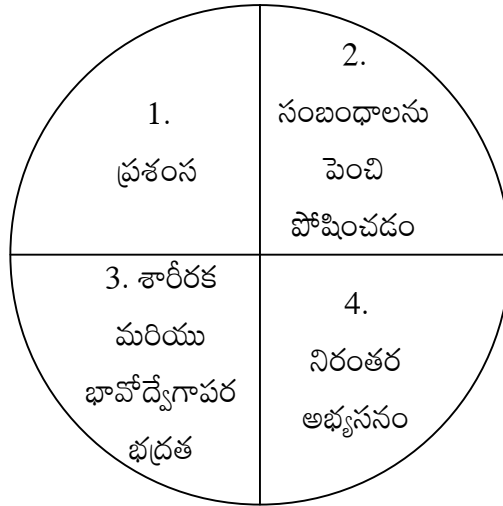 1.
ప్రశంస
2.
సంబంధాలను
పెంచి
పోషించడం
3. శారీరక
మరియు
భావోద్వేగాపర
భద్రత
4.
నిరంతర
అభ్యసనం